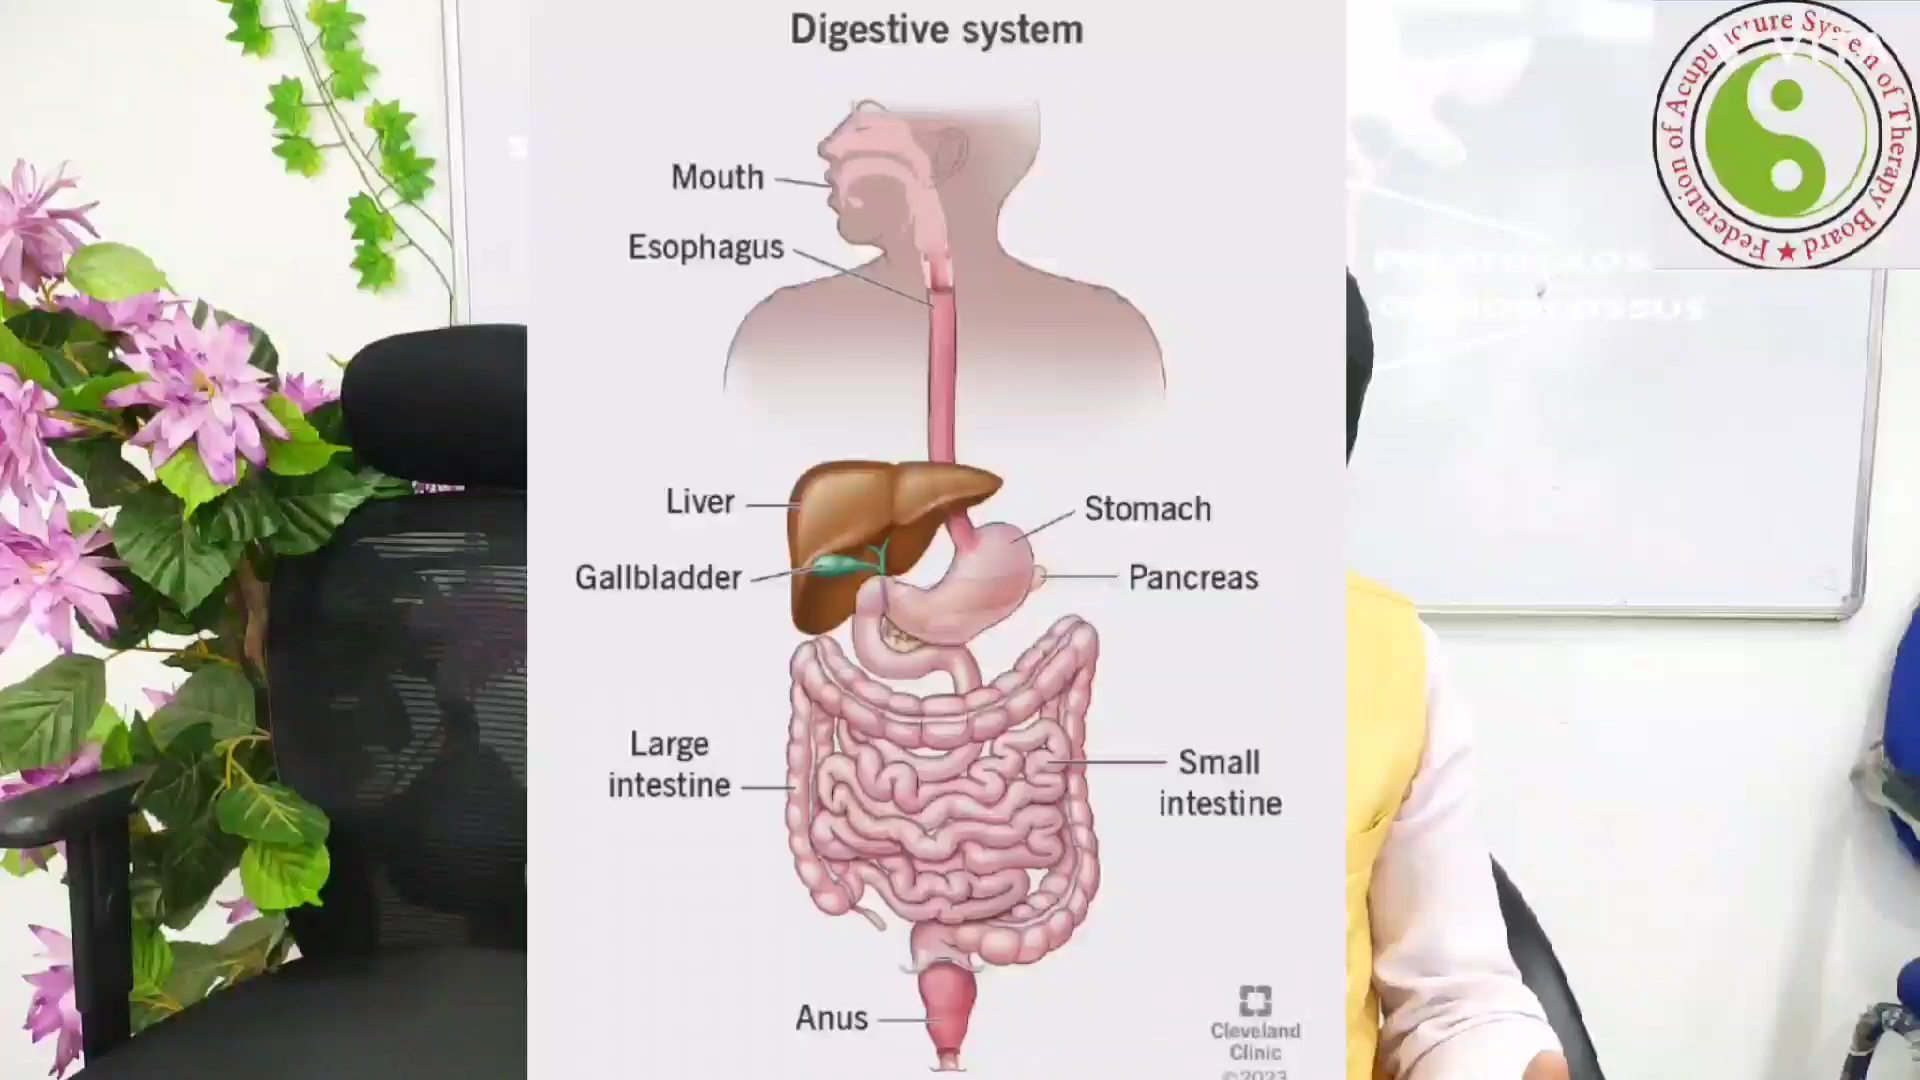 Digestive system
Mouth
Esophagus
Liver
Stomach
Gallbladder
Pancreas
Large
intestine
Small
intestine
Anus
Cleveland
Clinic
©2023
Federation of Acupuncture System of Therapy Board